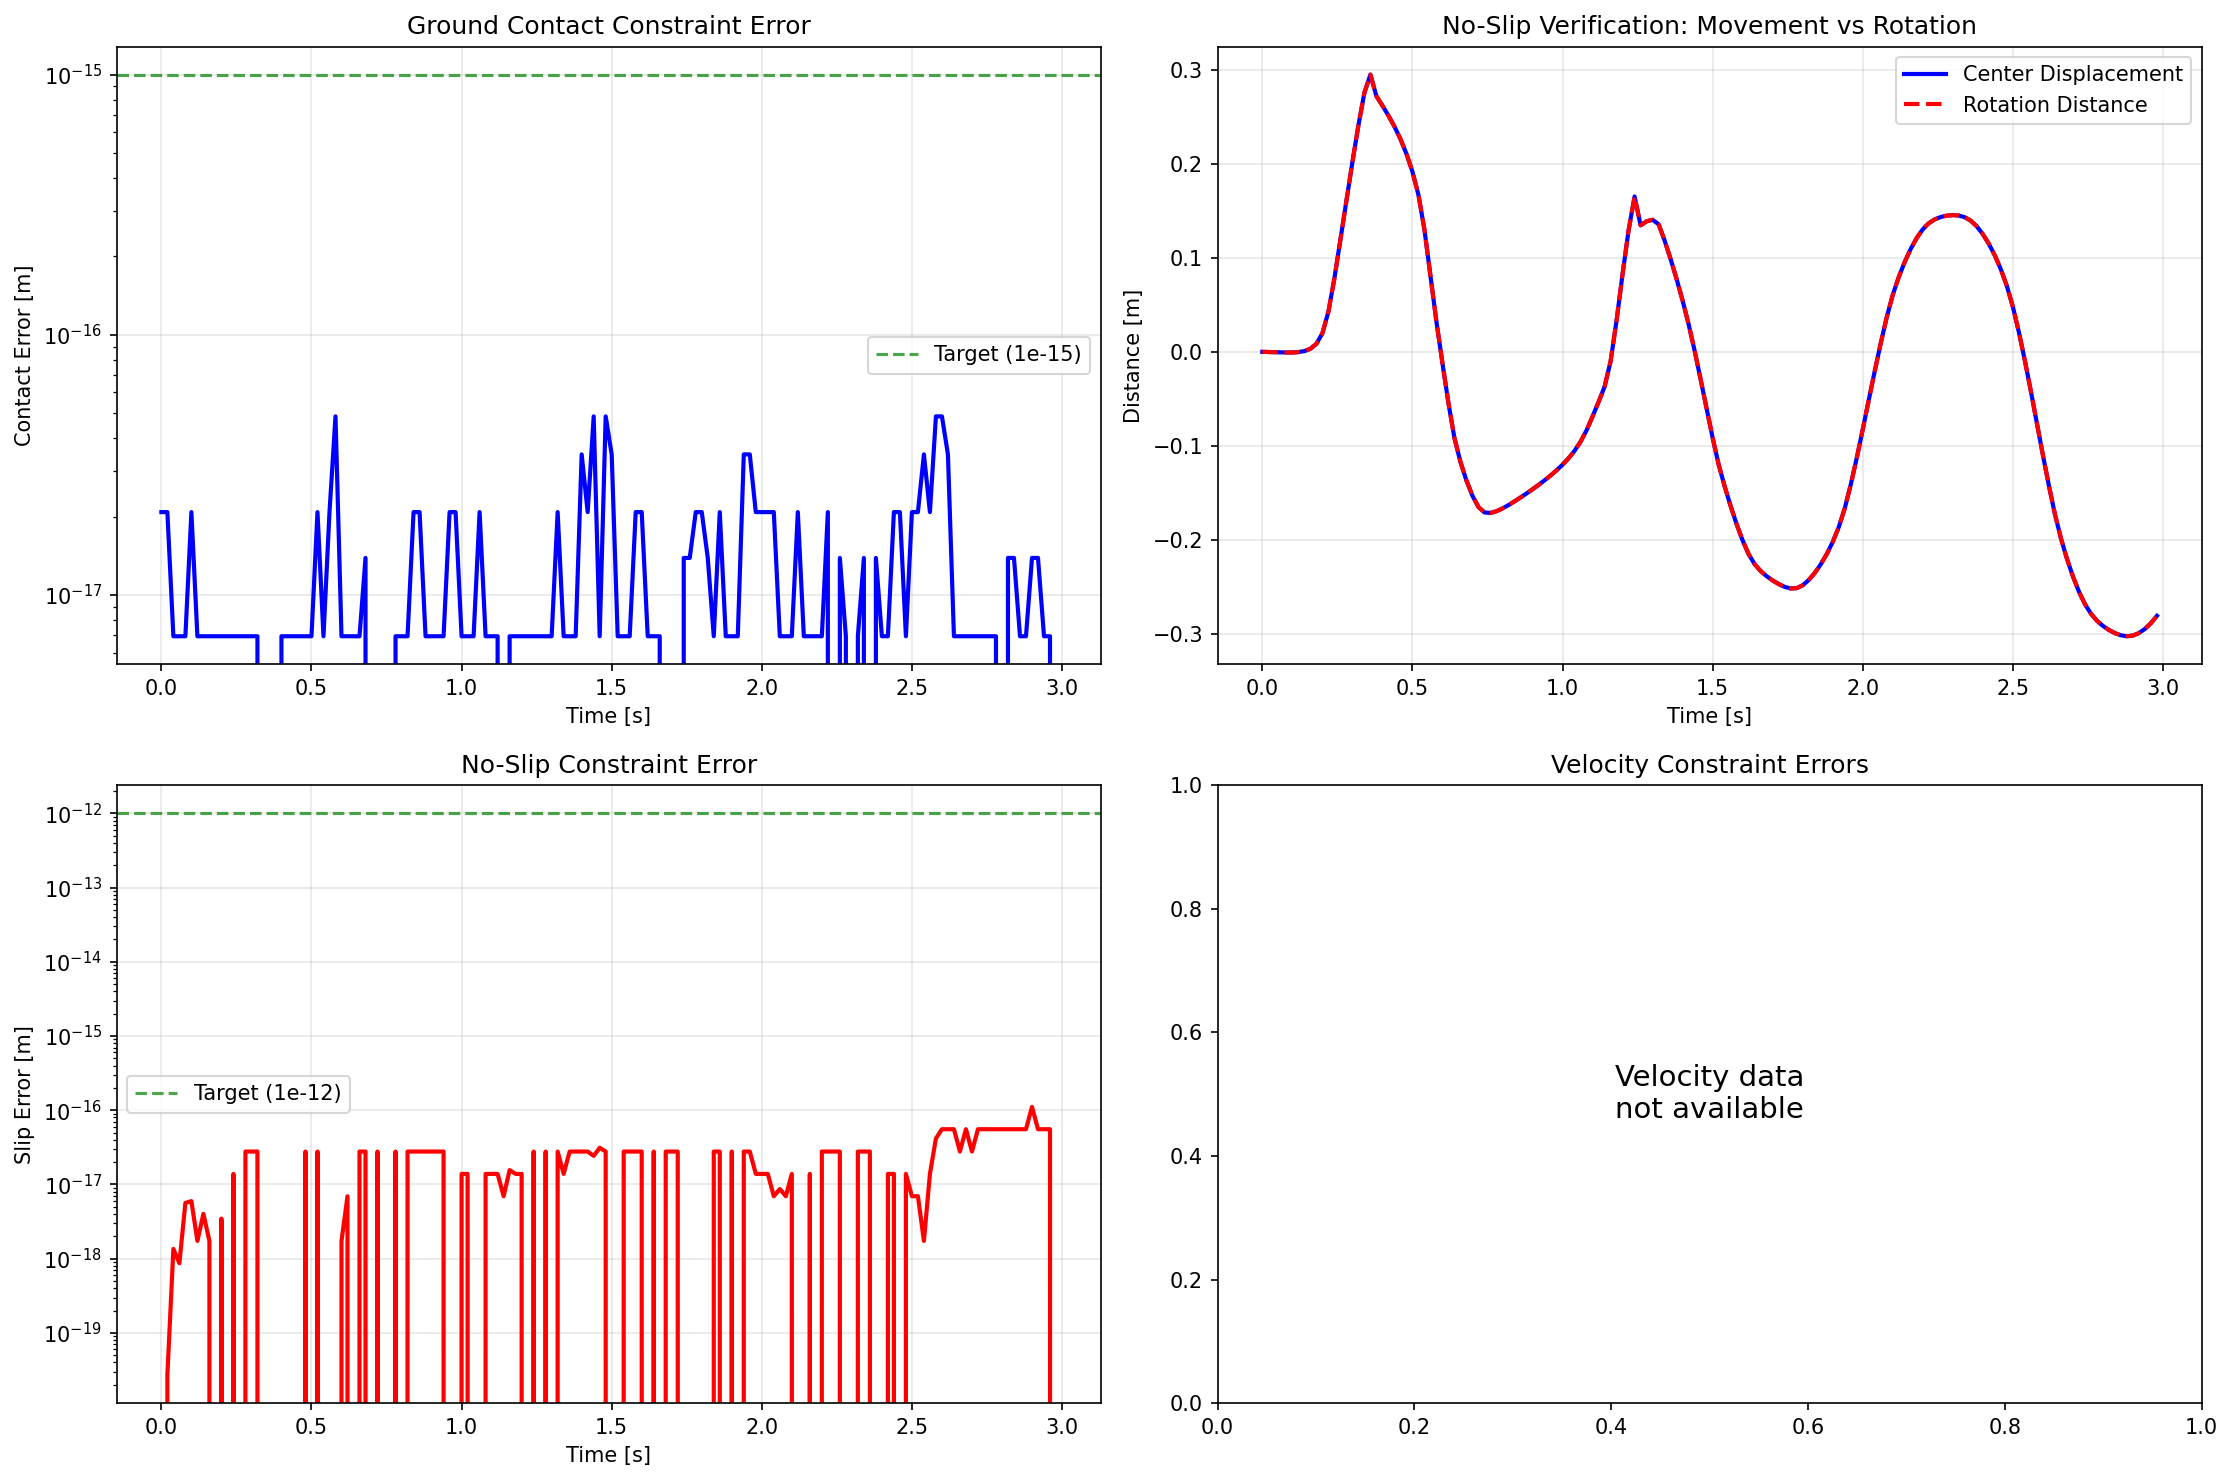 Ground Contact Constraint Error
10⁻¹⁵
10⁻¹⁶
10⁻¹⁷
Contact Error [m]
Target (1e-15)
0.0 0.5 1.0 1.5 2.0 2.5 3.0
Time [s]
No-Slip Verification: Movement vs Rotation
0.3
0.2
0.1
0.0
−0.1
−0.2
−0.3
Distance [m]
Center Displacement
Rotation Distance
0.0 0.5 1.0 1.5 2.0 2.5 3.0
Time [s]
No-Slip Constraint Error
10⁻¹²
10⁻¹³
10⁻¹⁴
10⁻¹⁵
10⁻¹⁶
10⁻¹⁷
10⁻¹⁸
10⁻¹⁹
Slip Error [m]
Target (1e-12)
0.0 0.5 1.0 1.5 2.0 2.5 3.0
Time [s]
Velocity Constraint Errors
1.0
0.8
0.6
0.4
0.2
0.0
Velocity data
not available
0.0 0.2 0.4 0.6 0.8 1.0